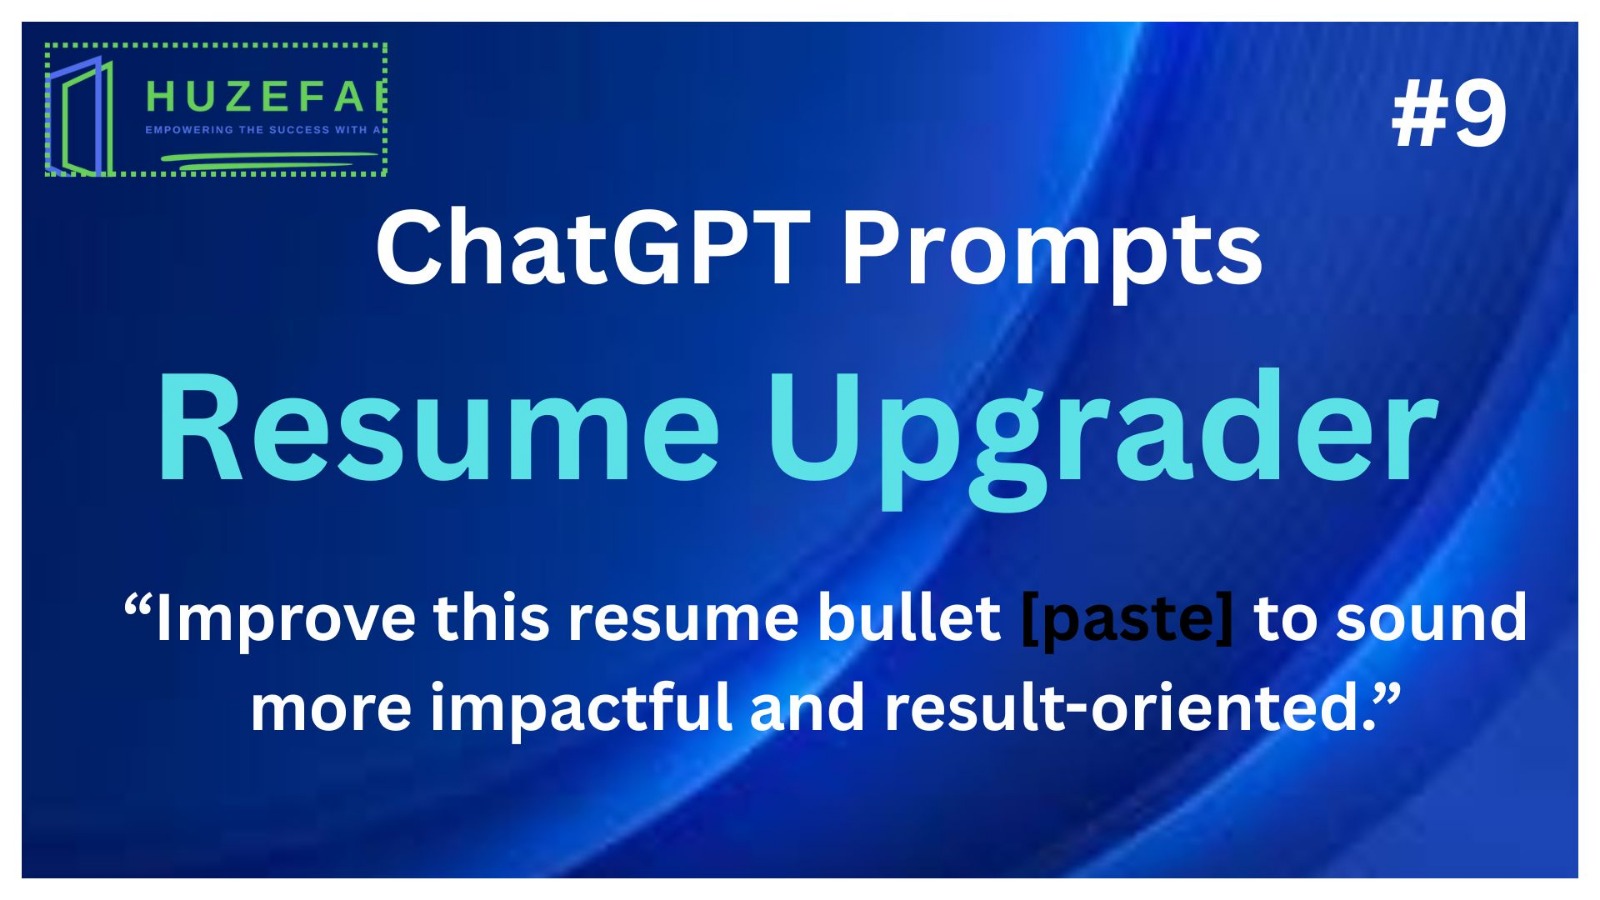 HUZEFAI
EMPOWERING THE SUCCESS WITH A
#9
ChatGPT Prompts
Resume Upgrader
“Improve this resume bullet [paste] to sound
more impactful and result-oriented.”